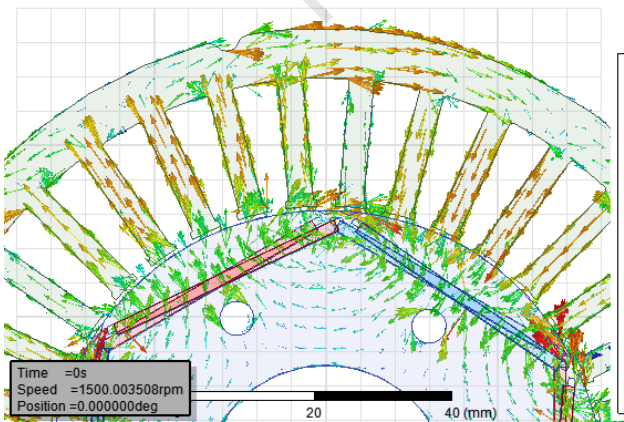 Time =0s
Speed =1500.003508rpm
Position =0.000000deg
20 40 (mm)